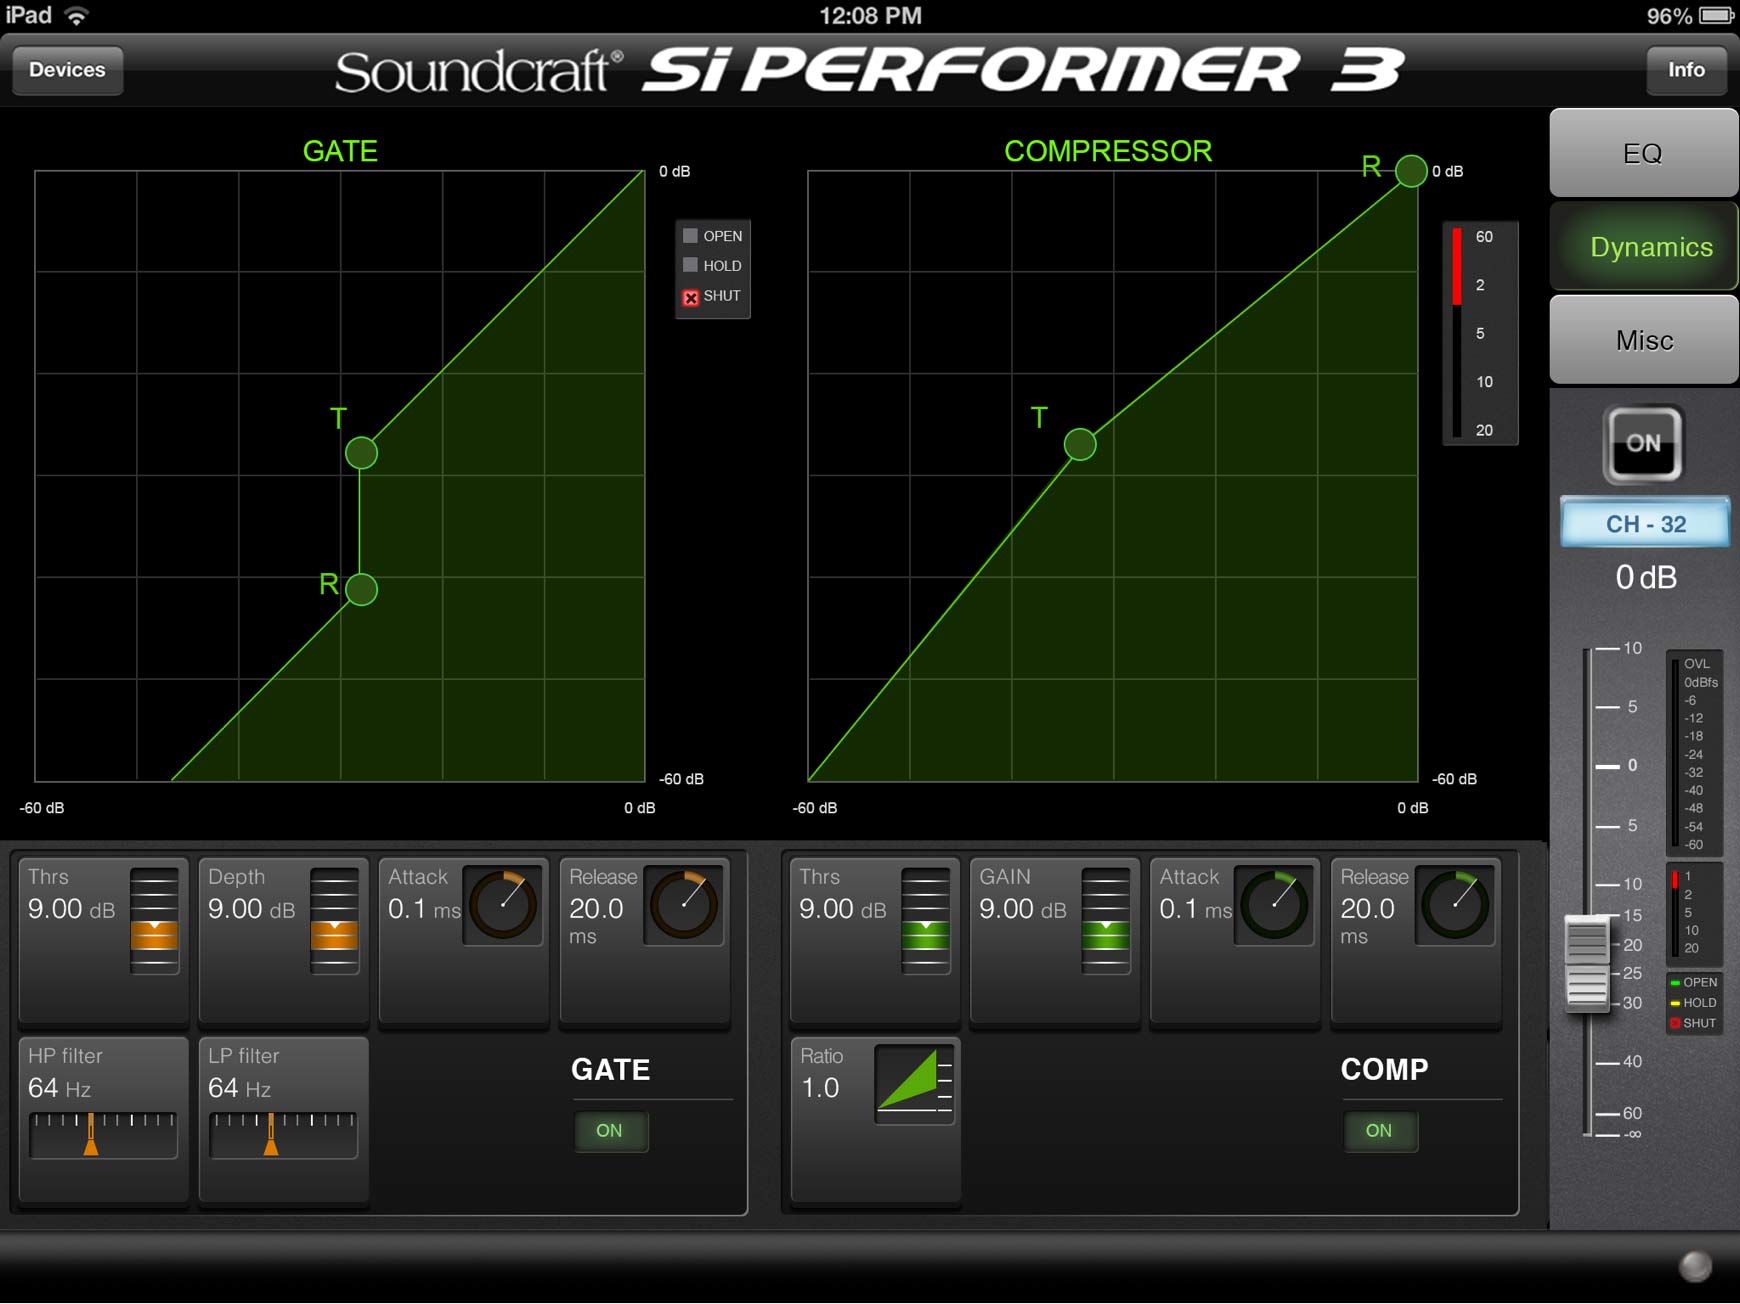 iPad 12:08 PM 96%
Devices Soundcraft® Si PERFORMER 3 Info
GATE
0 dB
OPEN
HOLD
SHUT
T
R
-60 dB
-60 dB 0 dB
COMPRESSOR
R 0 dB
60
2
5
10
20
T
-60 dB
-60 dB 0 dB
EQ
Dynamics
Misc
ON
CH - 32
0 dB
10
5
0
5
10
15
20
25
30
40
60
-∞
OVL
0dBfs
-6
-12
-18
-24
-32
-40
-48
-54
-60
1
2
5
10
20
OPEN
HOLD
SHUT
Thrs
9.00 dB
Depth
9.00 dB
Attack
0.1 ms
Release
20.0
ms
HP filter
64 Hz
LP filter
64 Hz
GATE
ON
Thrs
9.00 dB
GAIN
9.00 dB
Attack
0.1 ms
Release
20.0
ms
Ratio
1.0
COMP
ON